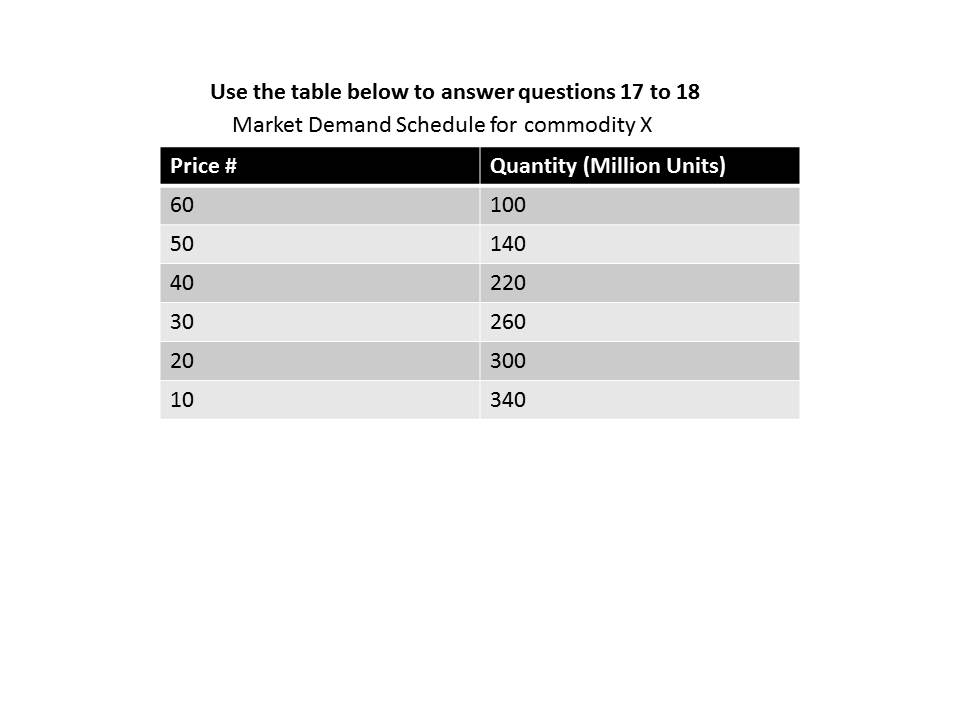 Use the table below to answer questions 17 to 18
Market Demand Schedule for commodity X
Price # Quantity (Million Units)
60 100
50 140
40 220
30 260
20 300
10 340